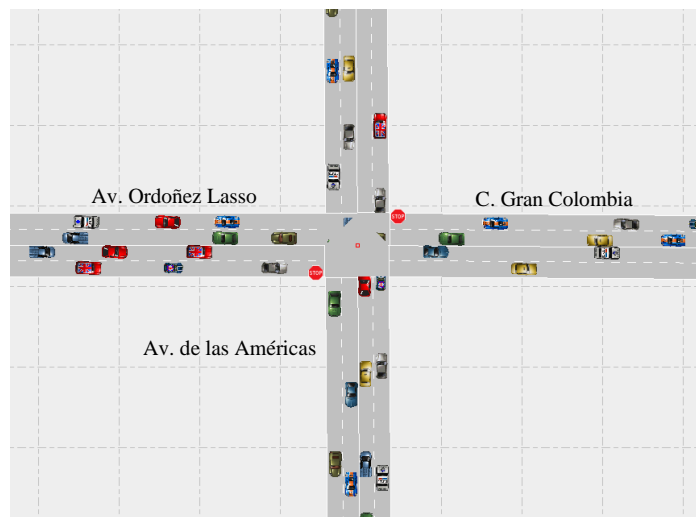 Av. Ordoñez Lasso
C. Gran Colombia
STOP
STOP
Av. de las Américas